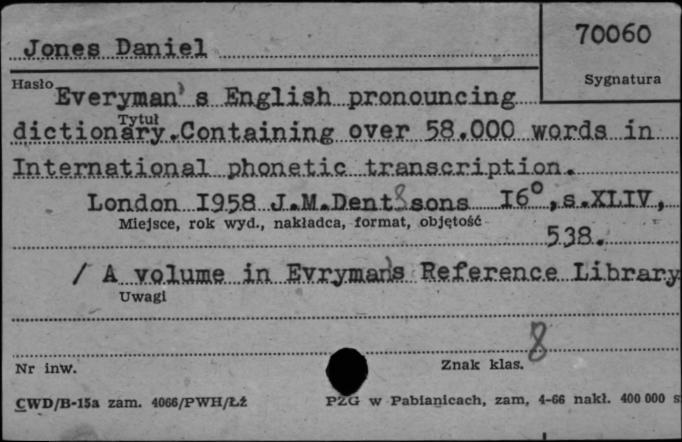 Jones Daniel
70060
Sygnatura
Hasło
Everyman's English pronouncing
Tytuł
dictionary.Containing over 58.000 words in
International phonetic transcription.
London 1958 J.M.Dent & sons 16°, s.XLIV,
Miejsce, rok wyd., nakładca, format, objętość
538.
/ A volume in Evryman's Reference Library
Uwagi
8
Nr inw.
Znak klas.
CWD/B-15a zam. 4066/PWH/Łź
PZG w Pabianicach, zam. 4-66 nakł. 400 000 s